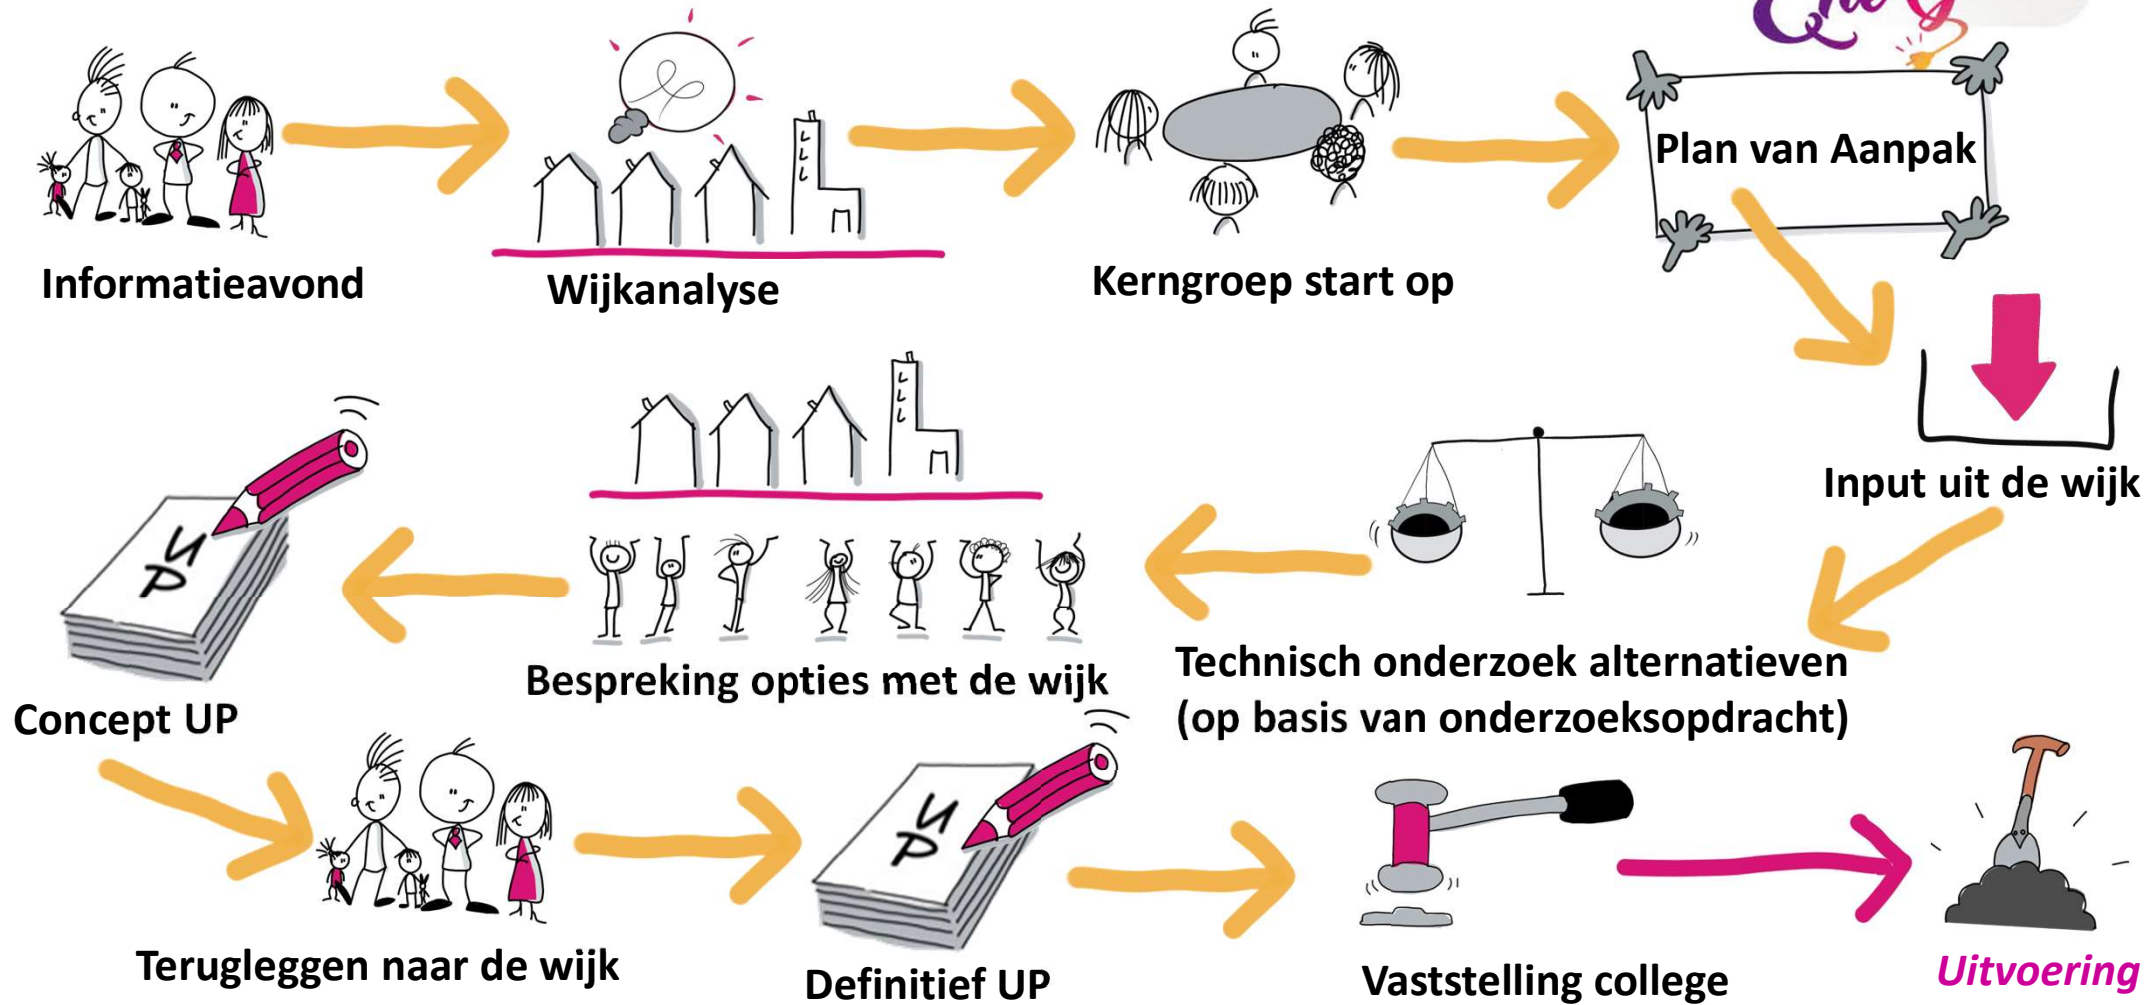 Plan van Aanpak
Informatieavond
Wijkanalyse
Kerngroep start op
Input uit de wijk
Technisch onderzoek alternatieven
(op basis van onderzoeksopdracht)
Bespreking opties met de wijk
UP
Concept UP
Terugleggen naar de wijk
UP
Definitief UP
Vaststelling college
Uitvoering